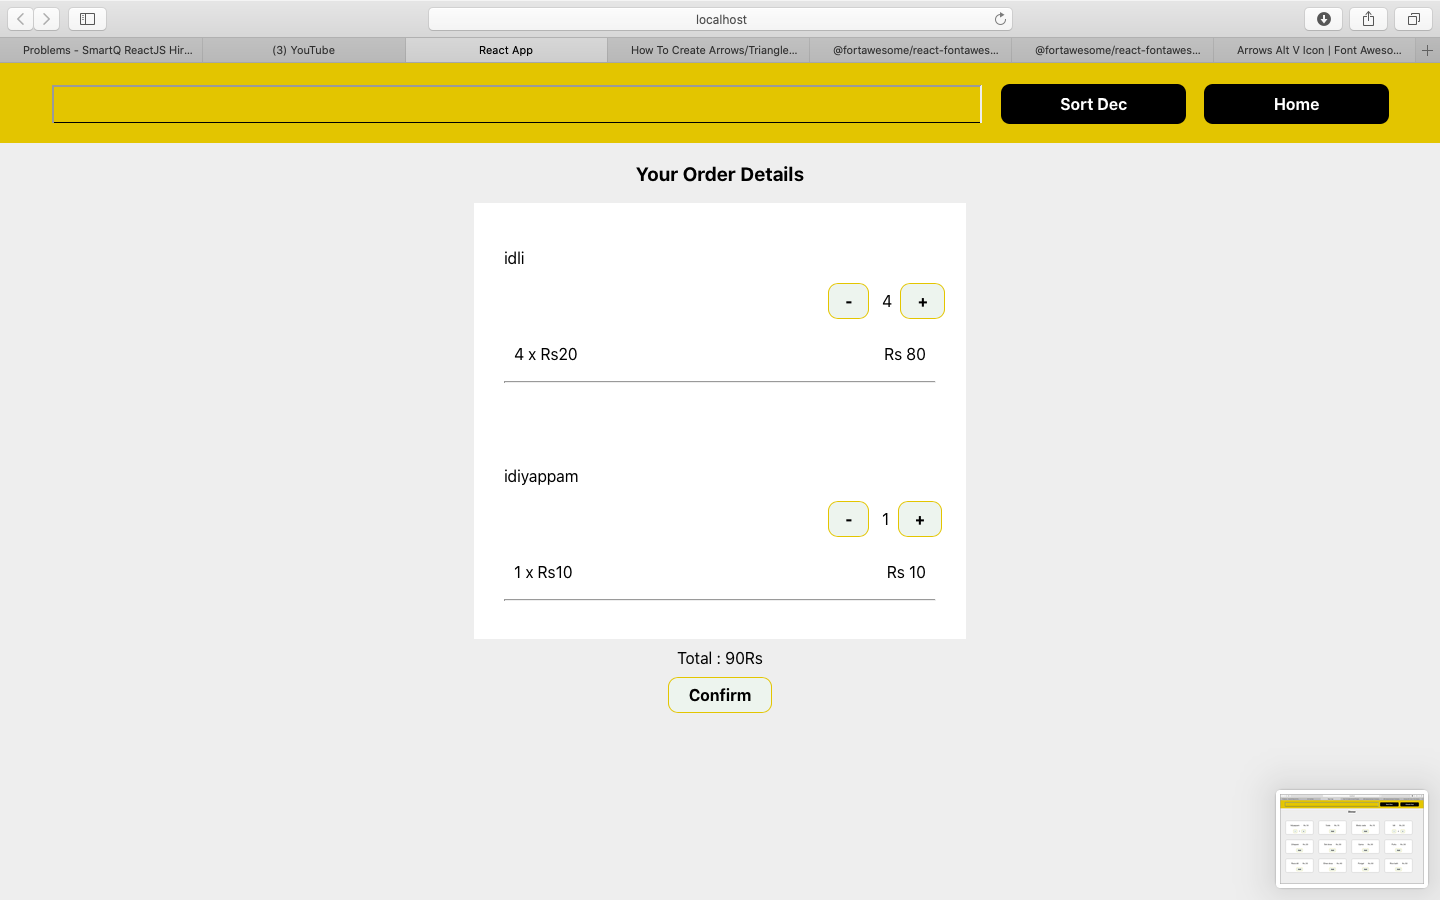 localhost
Problems - SmartQ ReactJS Hir...
(3) YouTube
React App
How To Create Arrows/Triangle...
@fortawesome/react-fontawes...
@fortawesome/react-fontawes...
Arrows Alt V Icon | Font Aweso...
Sort Dec
Home
Your Order Details
idli
- 4 +
4 x Rs20 Rs 80
idiyappam
- 1 +
1 x Rs10 Rs 10
Total : 90Rs
Confirm